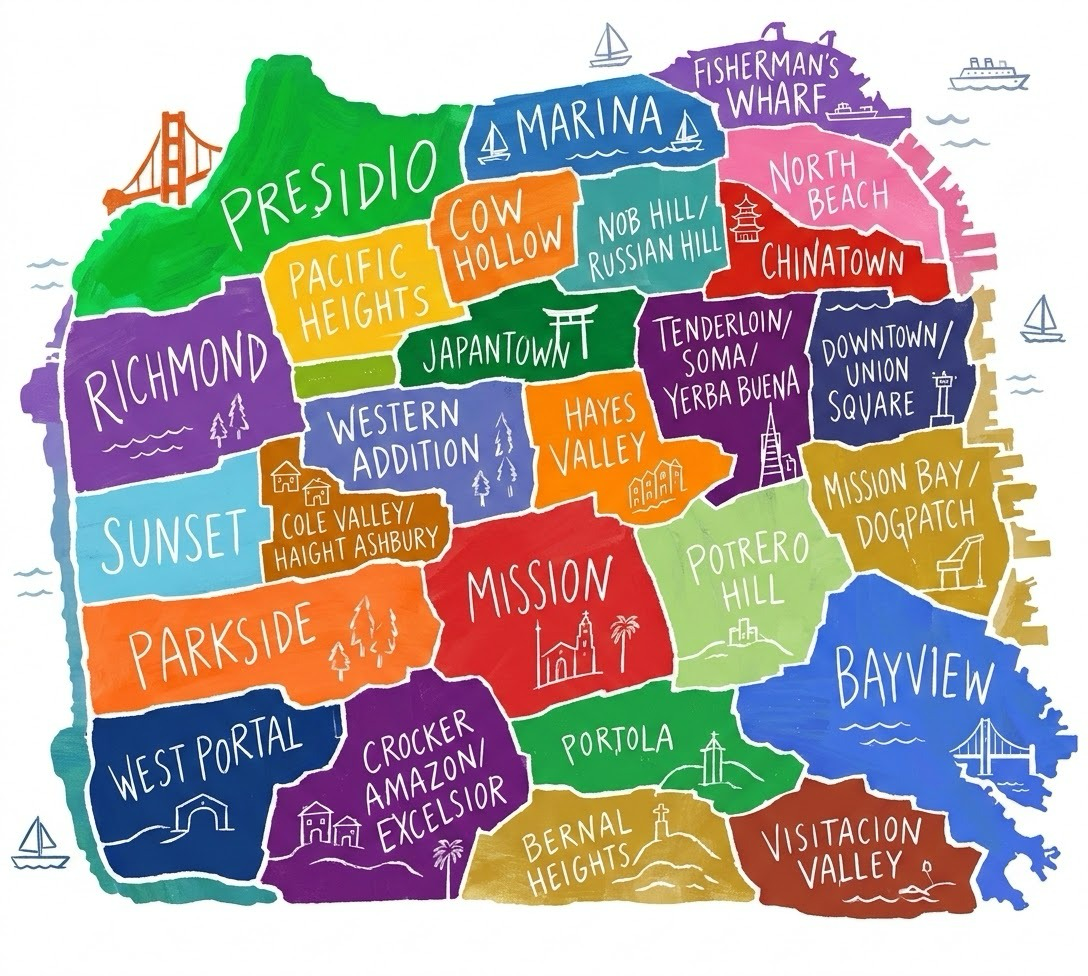 FISHERMAN'S
WHARF
MARINA
PRESIDIO
NORTH
BEACH
COW
HOLLOW
NOB HILL/
RUSSIAN HILL
CHINATOWN
PACIFIC
HEIGHTS
RICHMOND
JAPANTOWN
TENDERLOIN/
SOMA/
YERBA BUENA
DOWNTOWN/
UNION
SQUARE
WESTERN
ADDITION
HAYES
VALLEY
MISSION BAY/
DOGPATCH
SUNSET
COLE VALLEY/
HAIGHT ASHBURY
MISSION
POTRERO
HILL
PARKSIDE
BAYVIEW
WEST PORTAL
CROCKER
AMAZON/
EXCELSIOR
PORTOLA
BERNAL
HEIGHTS
VISITACION
VALLEY